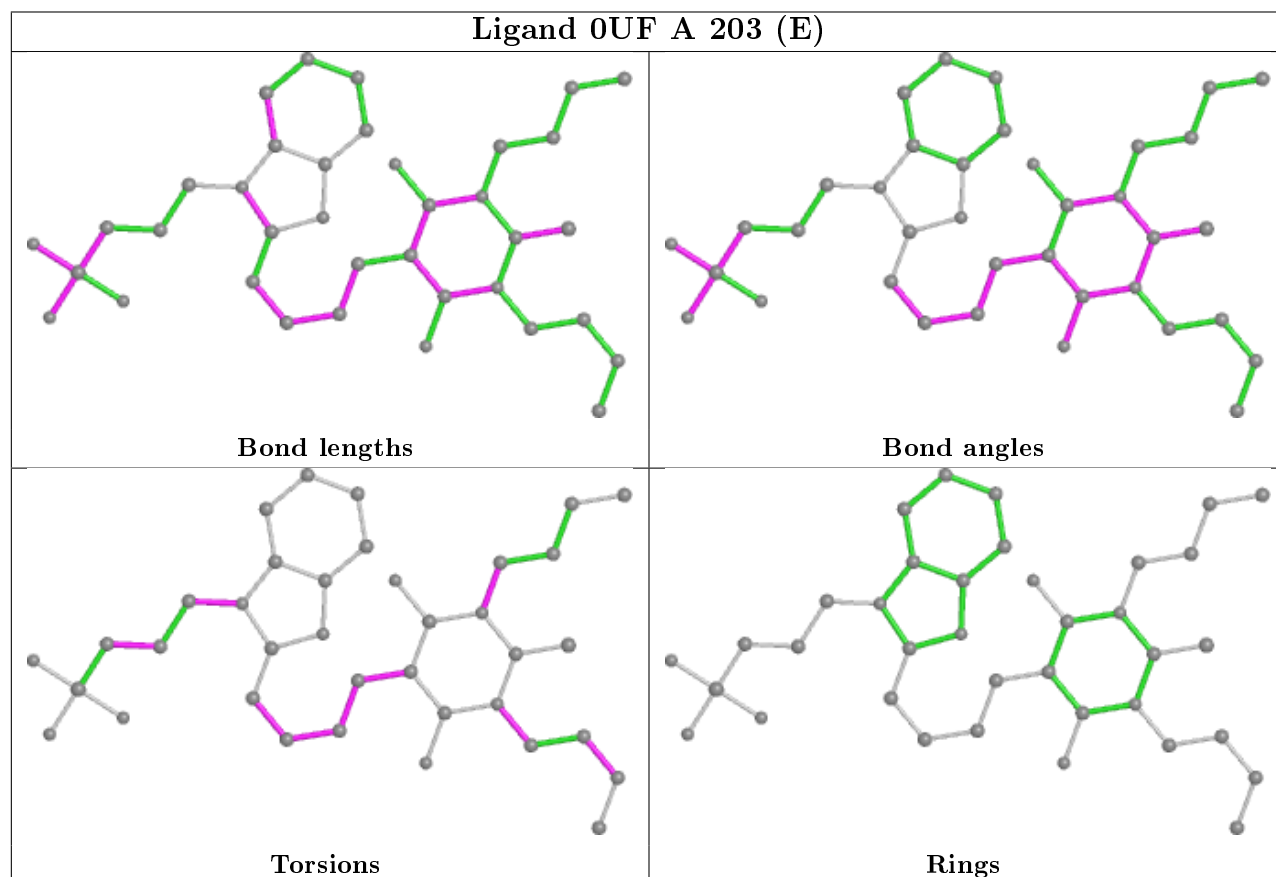 Ligand 0UF A 203 (E)
Bond lengths
Bond angles
Torsions
Rings